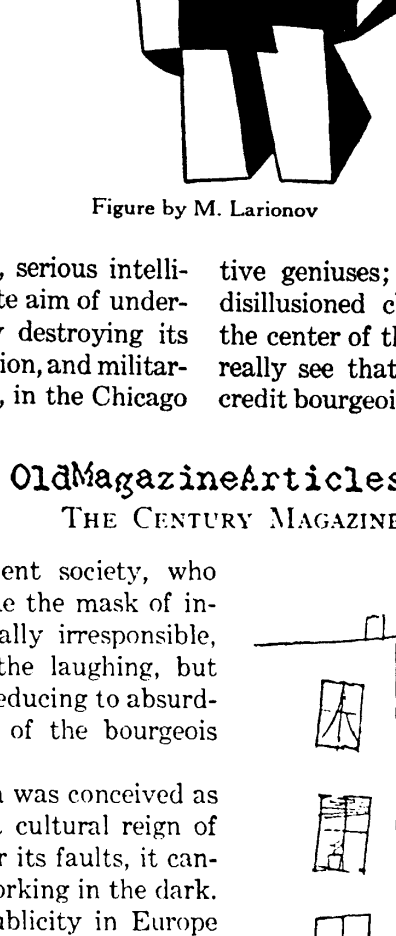 Figure by M. Larionov
, serious intelli-
te aim of under-
destroying its
ion, and militar-
, in the Chicago
tive geniuses;
disillusioned c
the center of t
really see that
credit bourgeoi
OldMagazineArticles
THE CENTURY MAGAZINE
ent society, who
e the mask of in-
ally irresponsible,
the laughing, but
educing to absurd-
of the bourgeois
was conceived as
cultural reign of
r its faults, it can-
orking in the dark.
ublicity in Europe